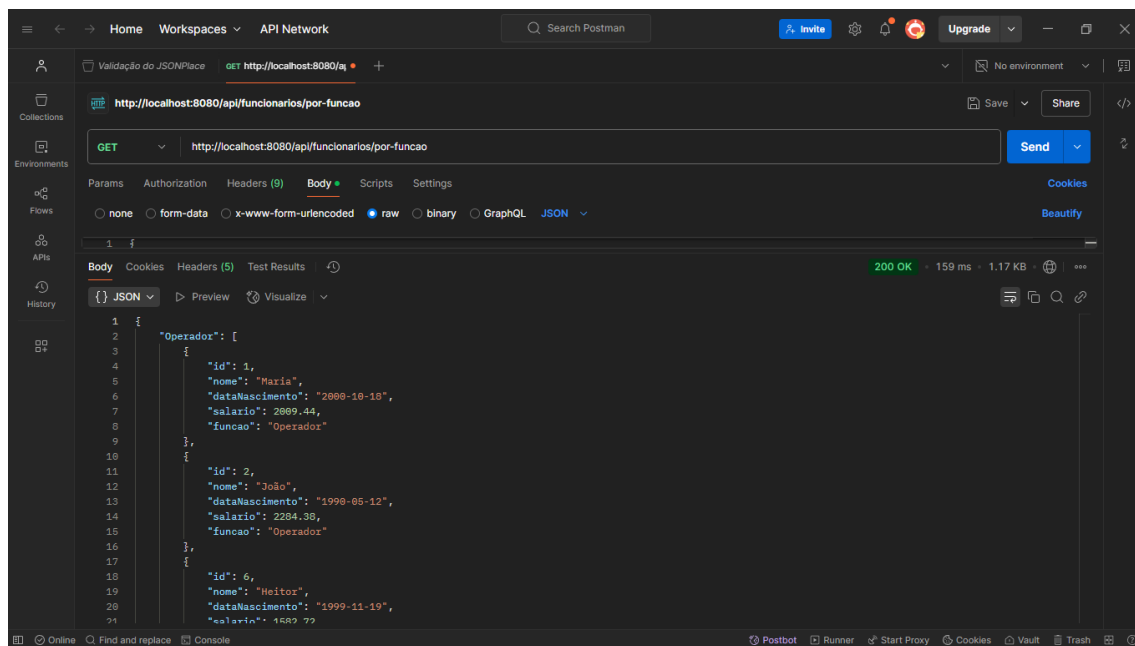 Home Workspaces API Network Search Postman Invite Upgrade
Validação do JSONPlace GET http://localhost:8080/ap No environment
HTTP http://localhost:8080/api/funcionarios/por-funcao Save Share
GET http://localhost:8080/api/funcionarios/por-funcao Send
Params Authorization Headers (9) Body Scripts Settings Cookies
none form-data x-www-form-urlencoded raw binary GraphQL JSON Beautify
1 {
Body Cookies Headers (5) Test Results 200 OK 159 ms 1.17 KB
{} JSON Preview Visualize
1 {
2 "Operador": [
3 {
4 "id": 1,
5 "nome": "Maria",
6 "dataNascimento": "2000-10-18",
7 "salario": 2009.44,
8 "funcao": "Operador"
9 },
10 {
11 "id": 2,
12 "nome": "João",
13 "dataNascimento": "1990-05-12",
14 "salario": 2284.38,
15 "funcao": "Operador"
16 },
17 {
18 "id": 6,
19 "nome": "Heitor",
20 "dataNascimento": "1999-11-19",
21 "salario": 1582.72
Collections
Environments
Flows
APIs
History
Online Find and replace Console Postbot Runner Start Proxy Cookies Vault Trash